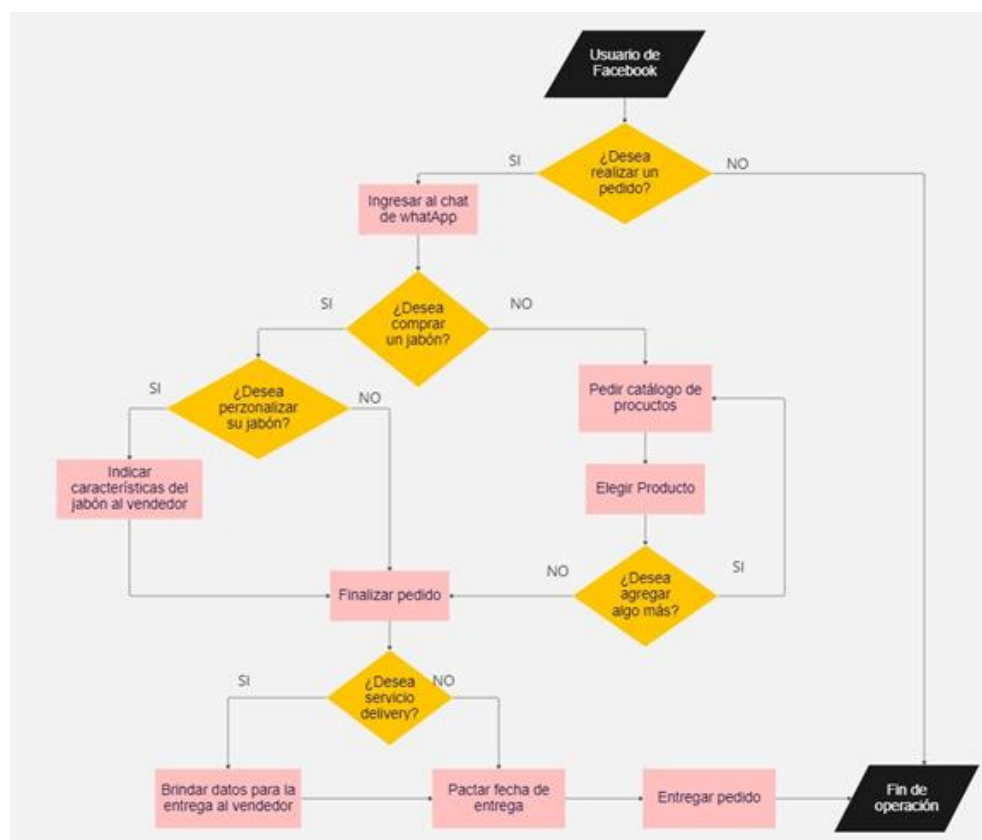 Usuario de
Facebook
¿Desea
realizar un
pedido?
SI
NO
Ingresar al chat
de whatApp
¿Desea
comprar
un jabón?
SI
NO
¿Desea
perzonalizar
su jabón?
SI
NO
Pedir catálogo de
procuctos
Indicar
características del
jabón al vendedor
Elegir Producto
¿Desea
agregar
algo más?
NO
SI
Finalizar pedido
¿Desea
servicio
delivery?
SI
NO
Brindar datos para la
entrega al vendedor
Pactar fecha de
entrega
Entregar pedido
Fin de
operación